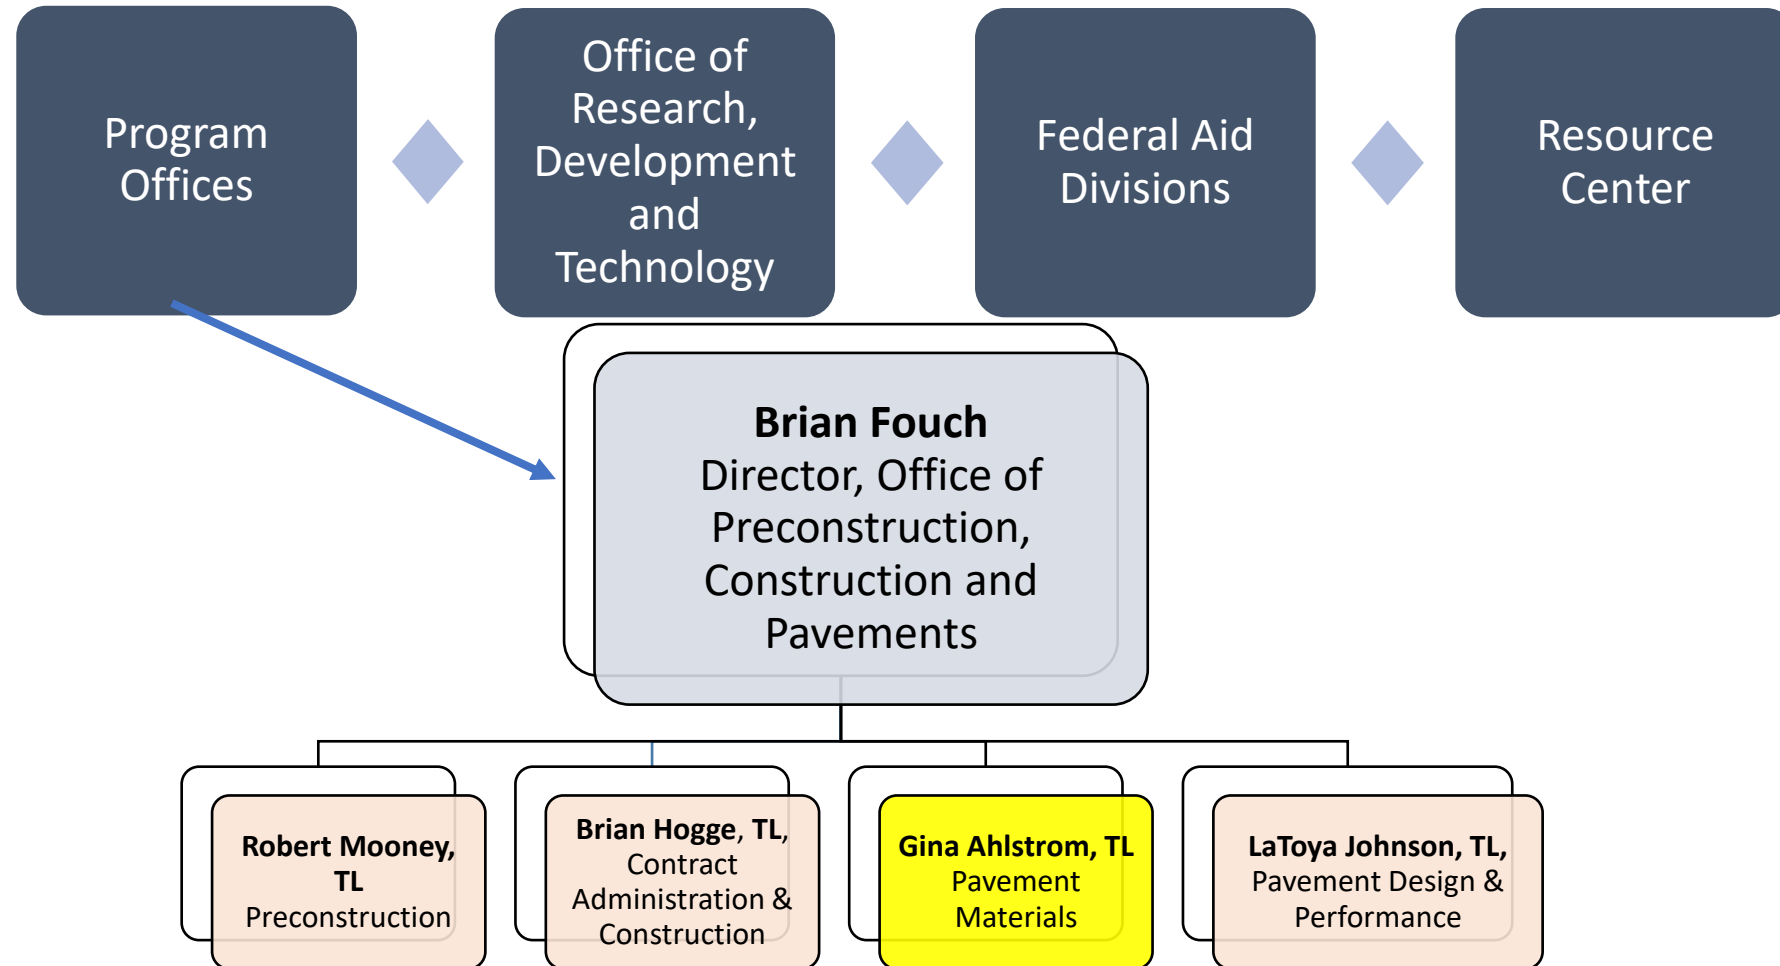 Program
Offices
Office of
Research,
Development
and
Technology
Federal Aid
Divisions
Resource
Center
Brian Fouch
Director, Office of
Preconstruction,
Construction and
Pavements
Robert Mooney,
TL
Preconstruction
Brian Hogge, TL,
Contract
Administration &
Construction
Gina Ahlstrom, TL
Pavement
Materials
LaToya Johnson, TL,
Pavement Design &
Performance